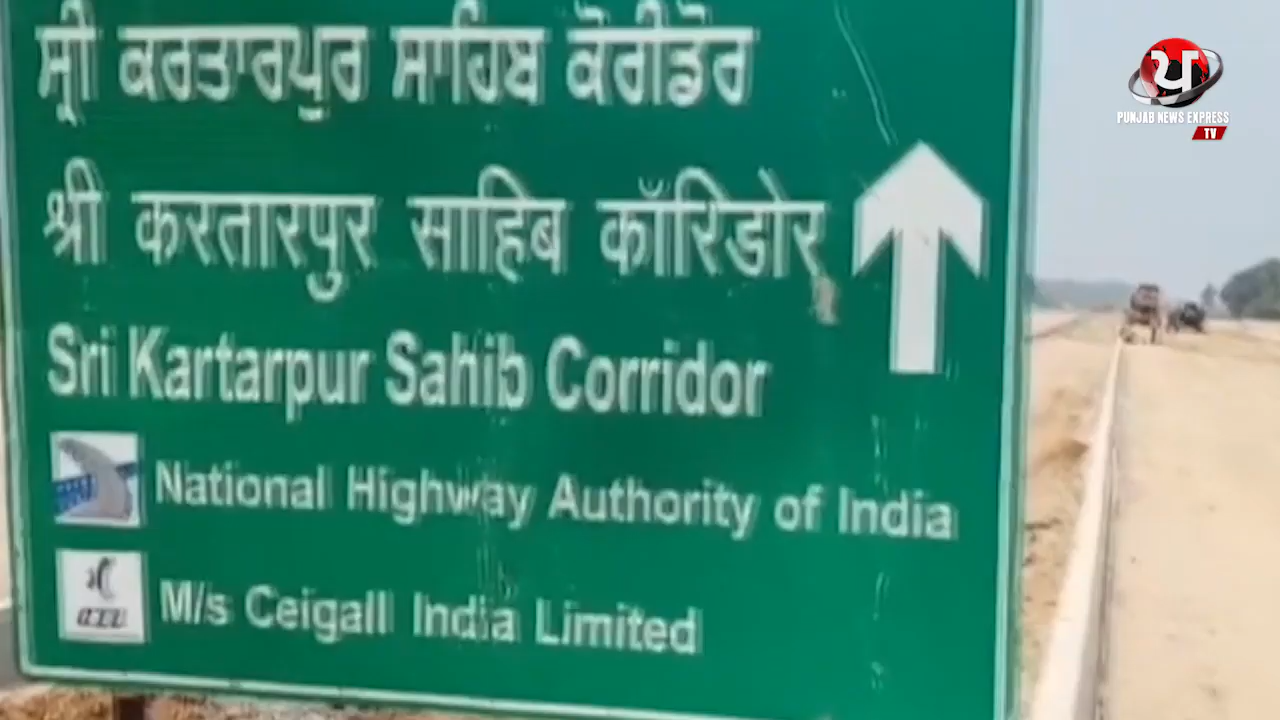 ਸ੍ਰੀ ਕਰਤਾਰਪੁਰ ਸਾਹਿਬ ਕੋਰੀਡੋਰ
श्री करतारपुर साहिब कॉरिडोर
Sri Kartarpur Sahib Corridor
National Highway Authority of India
M/s Ceigall India Limited
ਪ
PUNJAB NEWS EXPRESS
TV